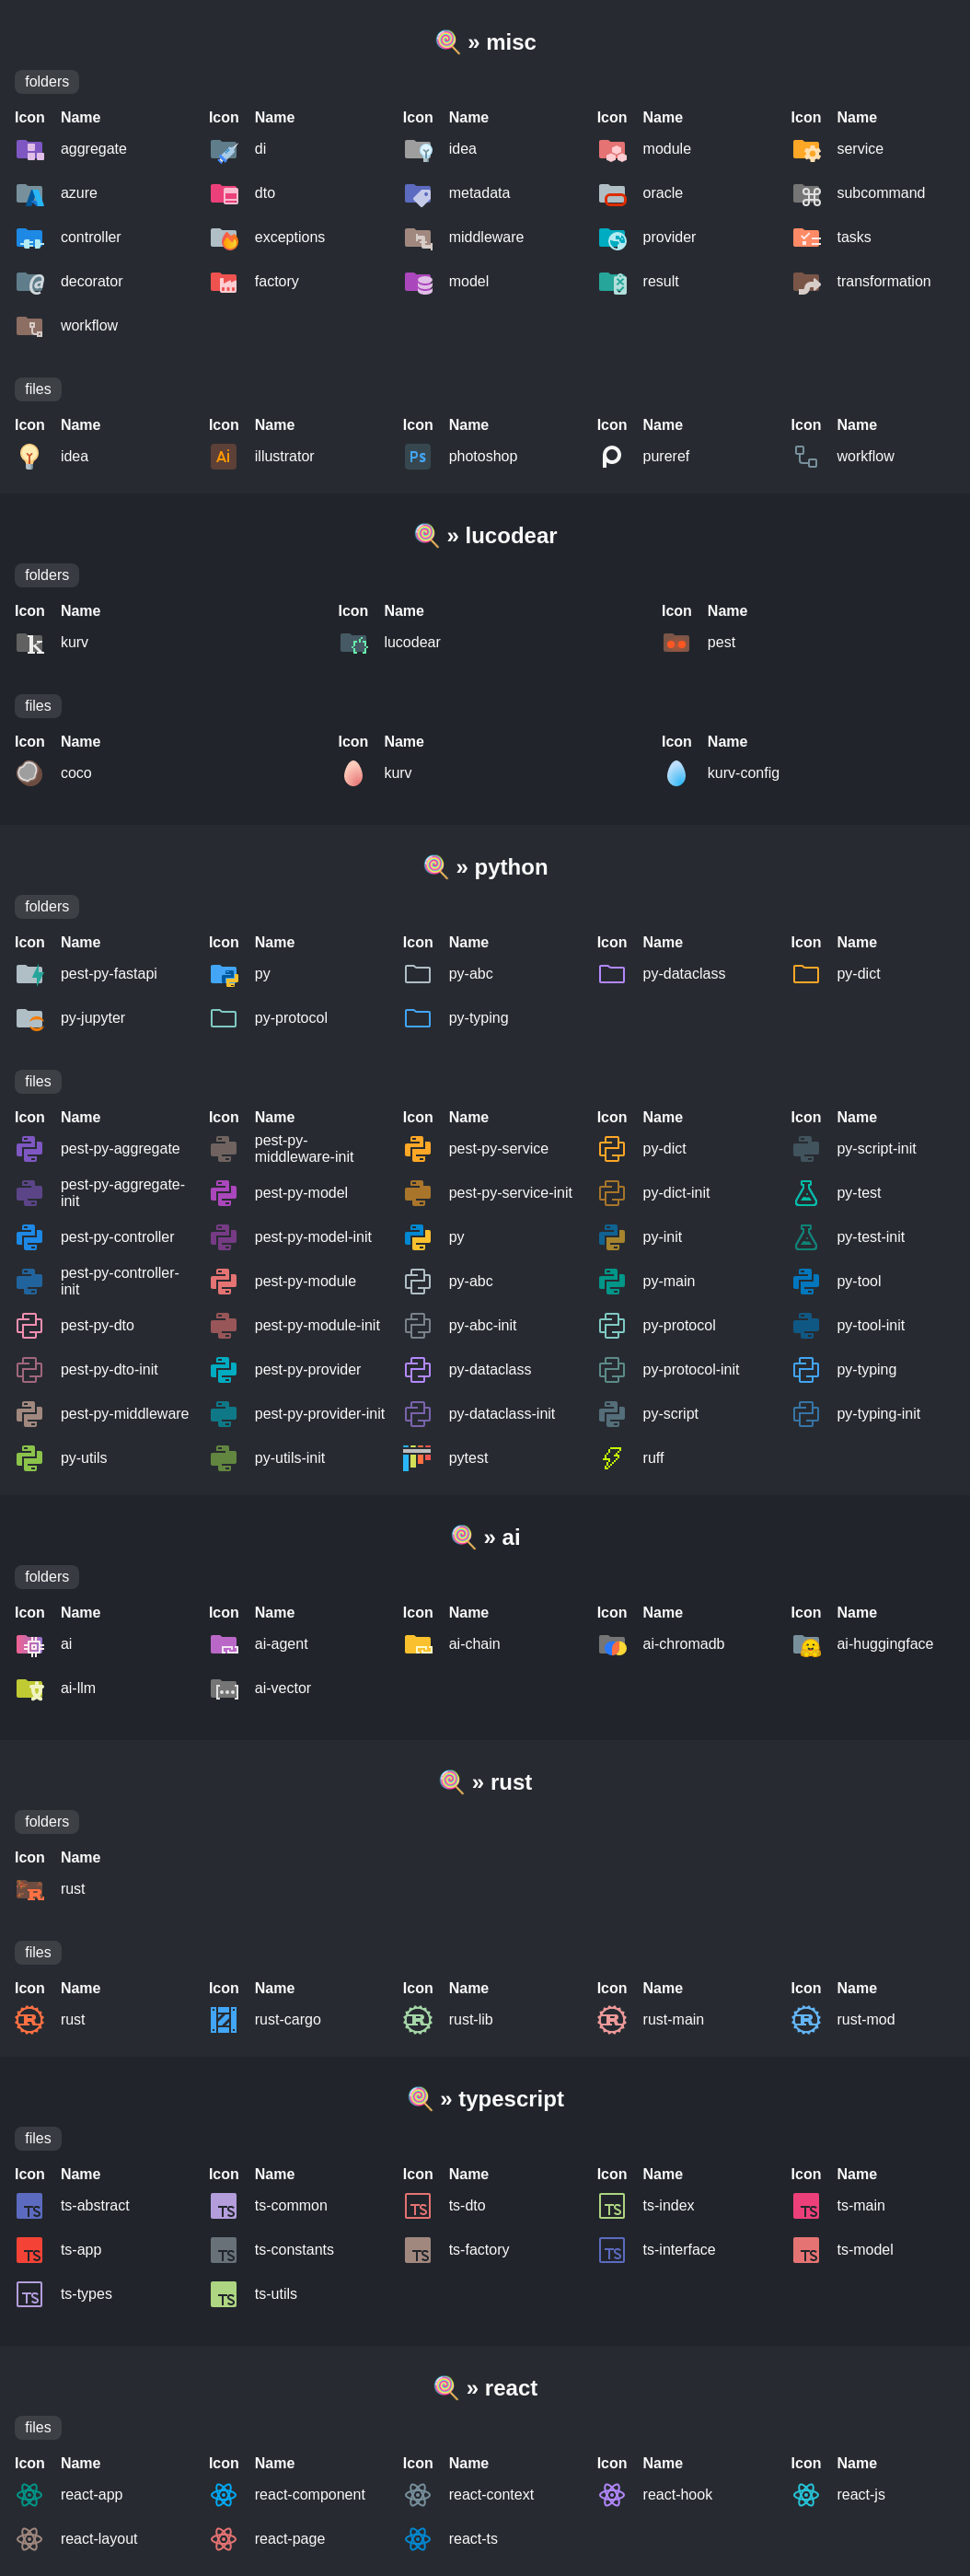 » misc
folders
Icon Name Icon Name Icon Name Icon Name Icon Name
aggregate di idea module service
azure dto metadata oracle subcommand
controller exceptions middleware provider tasks
decorator factory model result transformation
workflow
files
Icon Name Icon Name Icon Name Icon Name Icon Name
idea Ai illustrator Ps photoshop pureref workflow
» lucodear
folders
Icon Name Icon Name Icon Name
k kurv {} lucodear pest
files
Icon Name Icon Name Icon Name
coco kurv kurv-config
» python
folders
Icon Name Icon Name Icon Name Icon Name Icon Name
pest-py-fastapi py py-abc py-dataclass py-dict
py-jupyter py-protocol py-typing
files
Icon Name Icon Name Icon Name Icon Name Icon Name
pest-py-aggregate pest-py-middleware-init pest-py-service py-dict py-script-init
pest-py-aggregate-init pest-py-model pest-py-service-init py-dict-init py-test
pest-py-controller pest-py-model-init py py-init py-test-init
pest-py-controller-init pest-py-module py-abc py-main py-tool
pest-py-dto pest-py-module-init py-abc-init py-protocol py-tool-init
pest-py-dto-init pest-py-provider py-dataclass py-protocol-init py-typing
pest-py-middleware pest-py-provider-init py-dataclass-init py-script py-typing-init
py-utils py-utils-init pytest ruff
» ai
folders
Icon Name Icon Name Icon Name Icon Name Icon Name
ai ai-agent ai-chain ai-chromadb ai-huggingface
ai-llm [...] ai-vector
» rust
folders
Icon Name
R rust
files
Icon Name Icon Name Icon Name Icon Name Icon Name
R rust rust-cargo R rust-lib R rust-main R rust-mod
» typescript
files
Icon Name Icon Name Icon Name Icon Name Icon Name
TS ts-abstract TS ts-common TS ts-dto TS ts-index TS ts-main
TS ts-app TS ts-constants TS ts-factory TS ts-interface TS ts-model
TS ts-types TS ts-utils
» react
files
Icon Name Icon Name Icon Name Icon Name Icon Name
react-app react-component react-context react-hook react-js
react-layout react-page react-ts